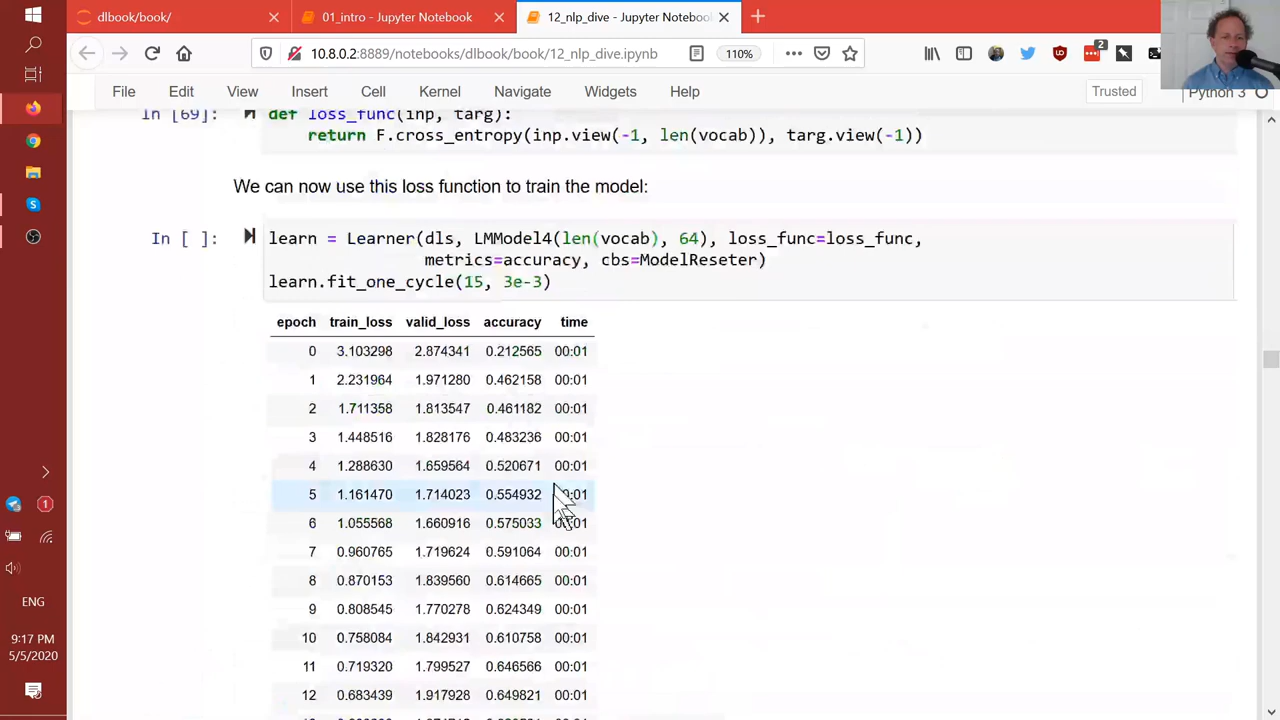 dlbook/book/
01_intro - Jupyter Notebook
12_nlp_dive - Jupyter Notebook
10.8.0.2:8889/notebooks/dlbook/book/12_nlp_dive.ipynb
110%
2
File Edit View Insert Cell Kernel Navigate Widgets Help
Trusted
Python 3
In [69]: def loss_func(inp, targ):
return F.cross_entropy(inp.view(-1, len(vocab)), targ.view(-1))
We can now use this loss function to train the model:
In [ ]: learn = Learner(dls, LMModel4(len(vocab), 64), loss_func=loss_func,
metrics=accuracy, cbs=ModelReseter)
learn.fit_one_cycle(15, 3e-3)
epoch train_loss valid_loss accuracy time
0 3.103298 2.874341 0.212565 00:01
1 2.231964 1.971280 0.462158 00:01
2 1.711358 1.813547 0.461182 00:01
3 1.448516 1.828176 0.483236 00:01
4 1.288630 1.659564 0.520671 00:01
5 1.161470 1.714023 0.554932 00:01
6 1.055568 1.660916 0.575033 00:01
7 0.960765 1.719624 0.591064 00:01
8 0.870153 1.839560 0.614665 00:01
9 0.808545 1.770278 0.624349 00:01
10 0.758084 1.842931 0.610758 00:01
11 0.719320 1.799527 0.646566 00:01
12 0.683439 1.917928 0.649821 00:01
1
ENG
9:17 PM
5/5/2020